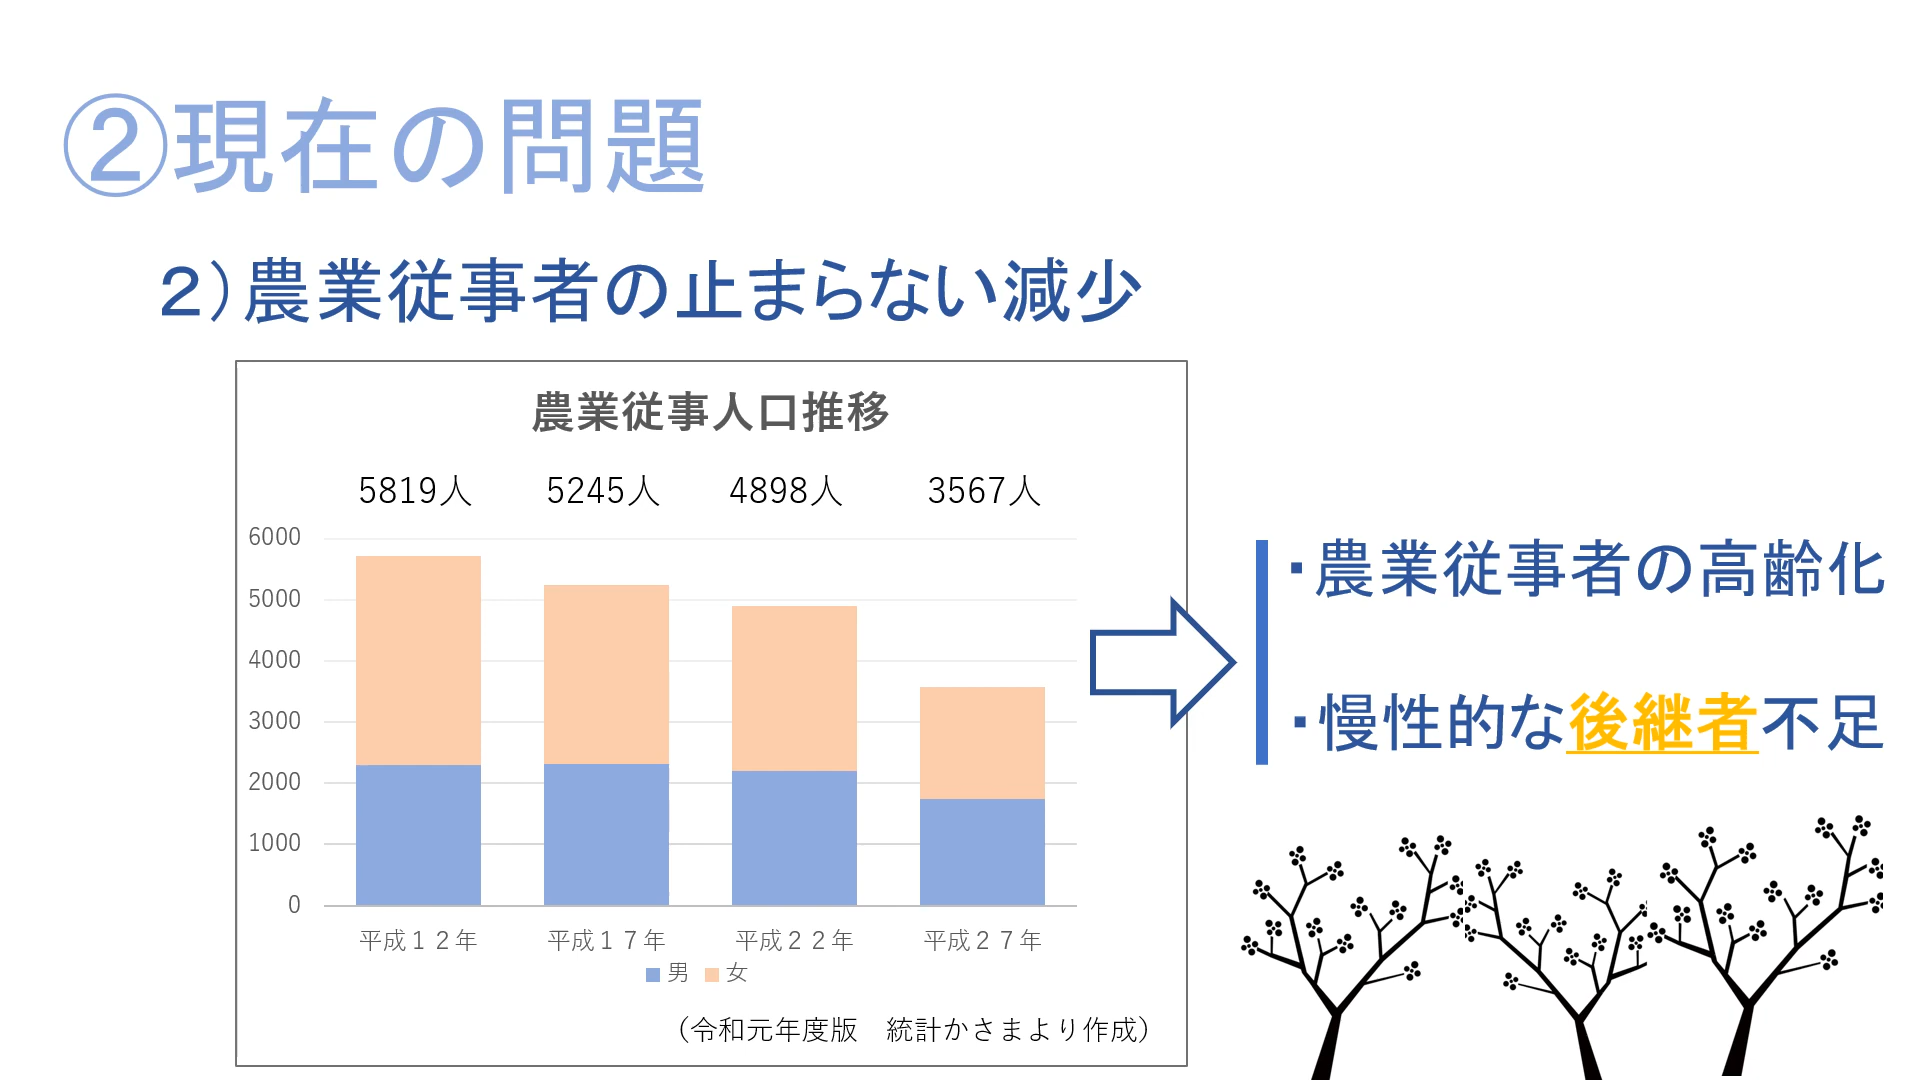 ②現在の問題
２）農業従事者の止まらない減少
農業従事人口推移
5819人 5245人 4898人 3567人
6000
5000
4000
3000
2000
1000
0
平成１２年 平成１７年 平成２２年 平成２７年
男 女
（令和元年度版　統計かさまより作成）
・農業従事者の高齢化
・慢性的な後継者不足